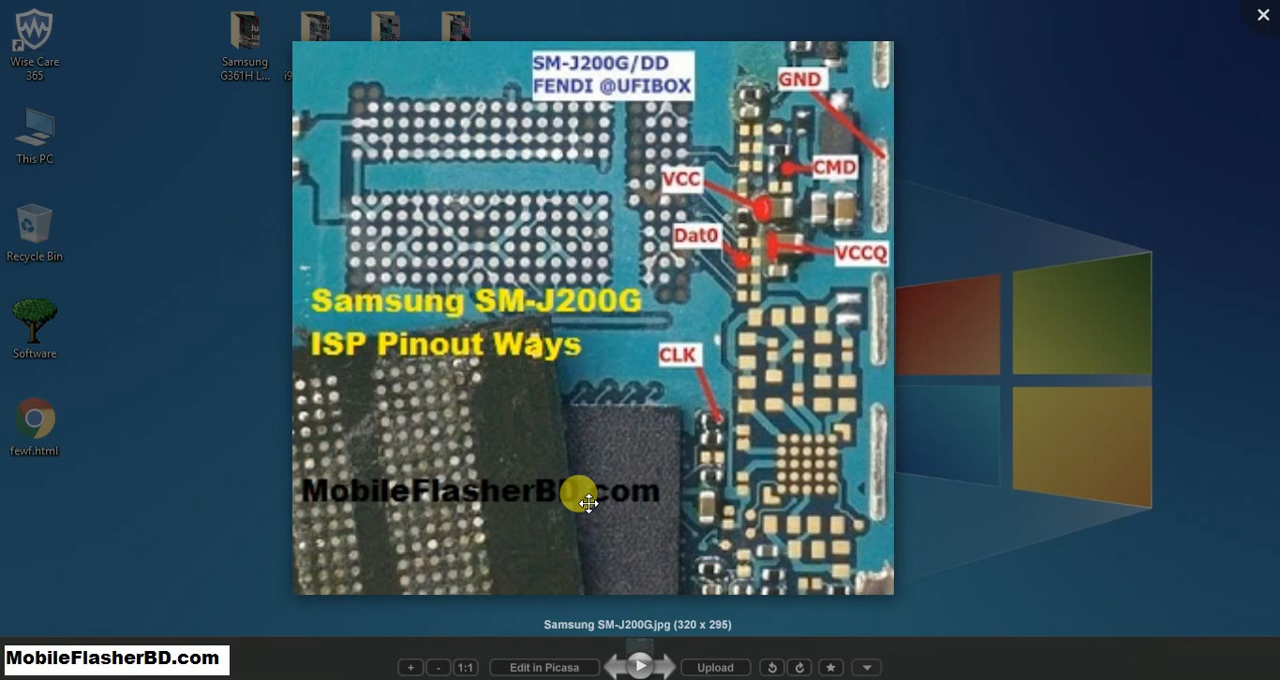 Wise Care
365
Samsung
G361H L...
i9
This PC
Recycle Bin
Software
fewf.html
SM-J200G/DD
FENDI @UFIBOX
GND
CMD
VCC
Dat0
VCCQ
Samsung SM-J200G
ISP Pinout Ways
CLK
MobileFlasherBD.com
Samsung SM-J200G.jpg (320 x 295)
MobileFlasherBD.com
+ - 1:1 Edit in Picasa Upload